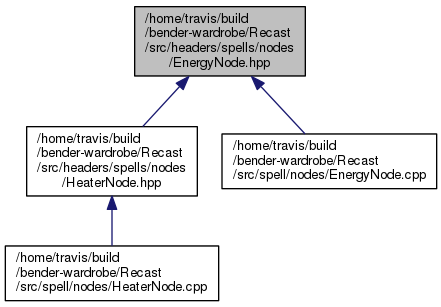 /home/travis/build
/bender-wardrobe/Recast
/src/headers/spells/nodes
/EnergyNode.hpp
/home/travis/build
/bender-wardrobe/Recast
/src/headers/spells/nodes
/HeaterNode.hpp
/home/travis/build
/bender-wardrobe/Recast
/src/spell/nodes/EnergyNode.cpp
/home/travis/build
/bender-wardrobe/Recast
/src/spell/nodes/HeaterNode.cpp